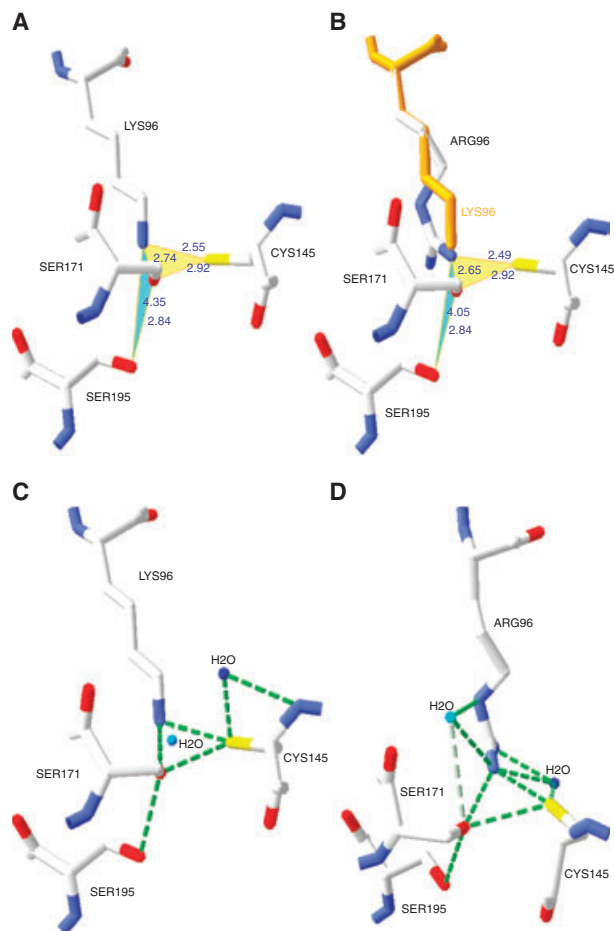 A
LYS96
2.55
2.74
2.92
SER171
CYS145
4.35
2.84
SER195
B
ARG96
LYS96
2.49
2.65
2.92
SER171
CYS145
4.05
2.84
SER195
C
LYS96
H2O
H2O
SER171
CYS145
SER195
D
ARG96
H2O
H2O
SER171
SER195
CYS145